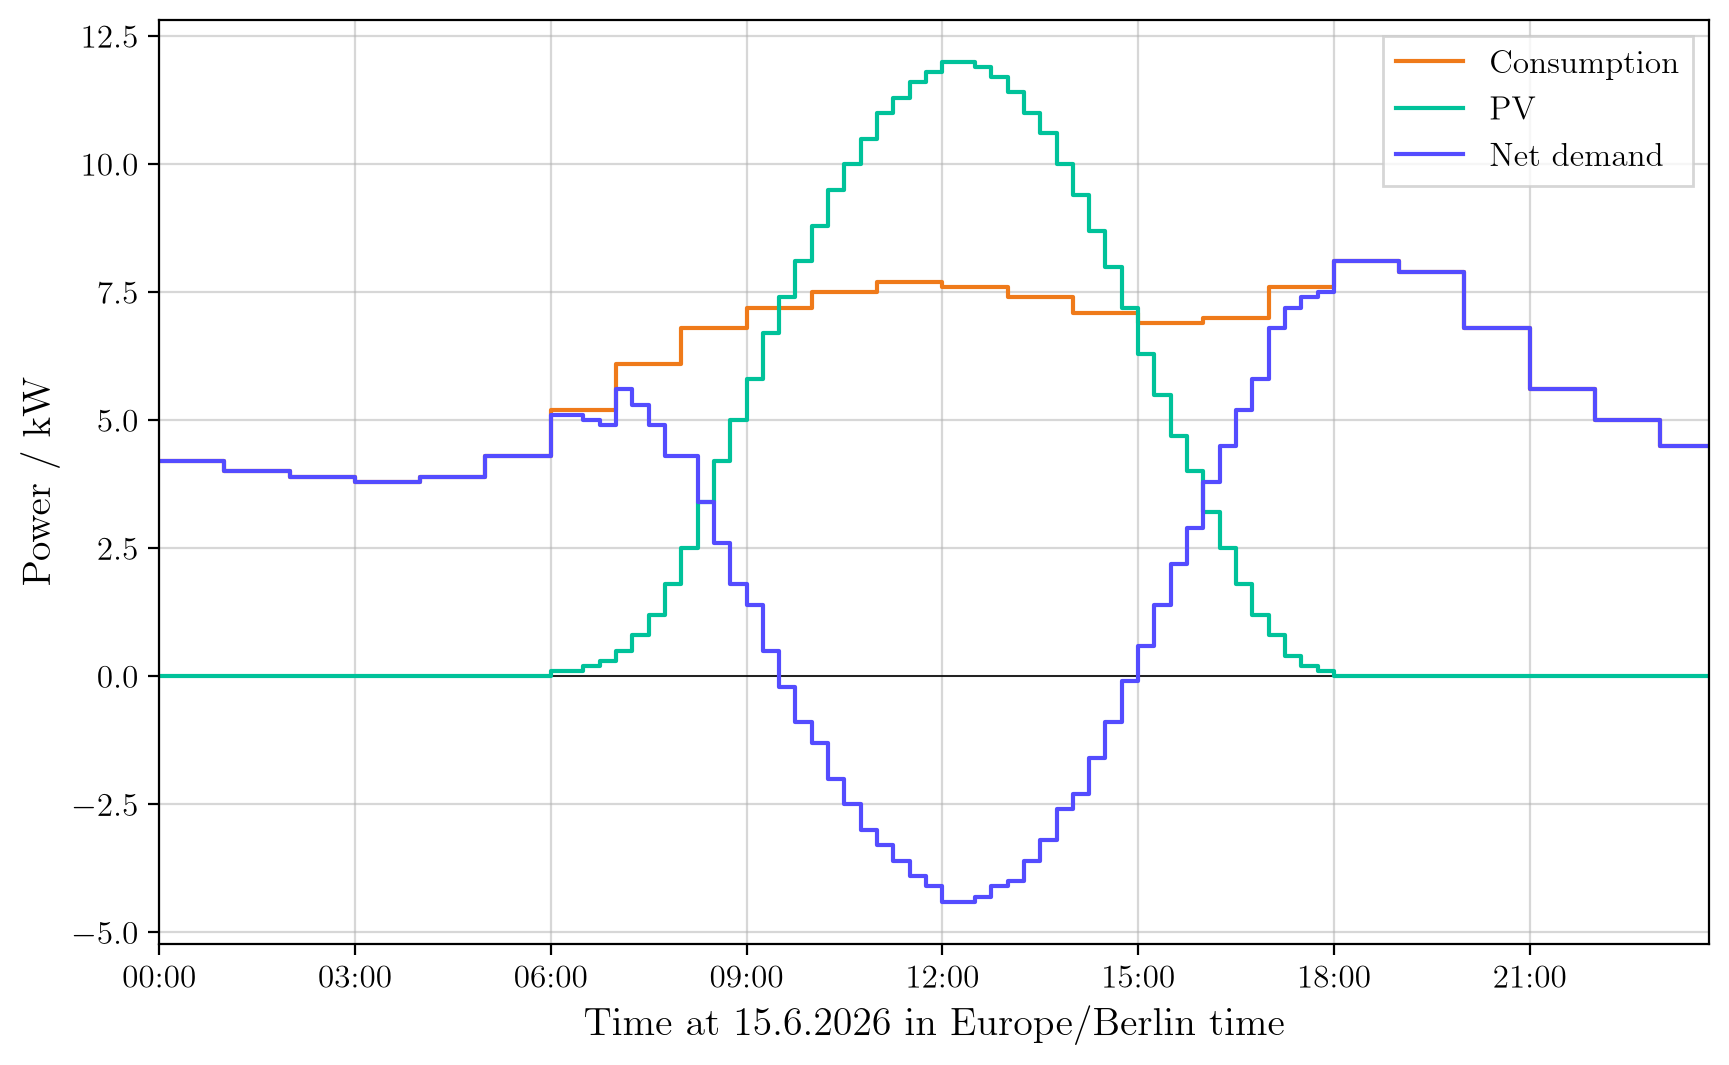 12.5
10.0
7.5
5.0
2.5
0.0
−2.5
−5.0
Power / kW
Consumption
PV
Net demand
00:00 03:00 06:00 09:00 12:00 15:00 18:00 21:00
Time at 15.6.2026 in Europe/Berlin time